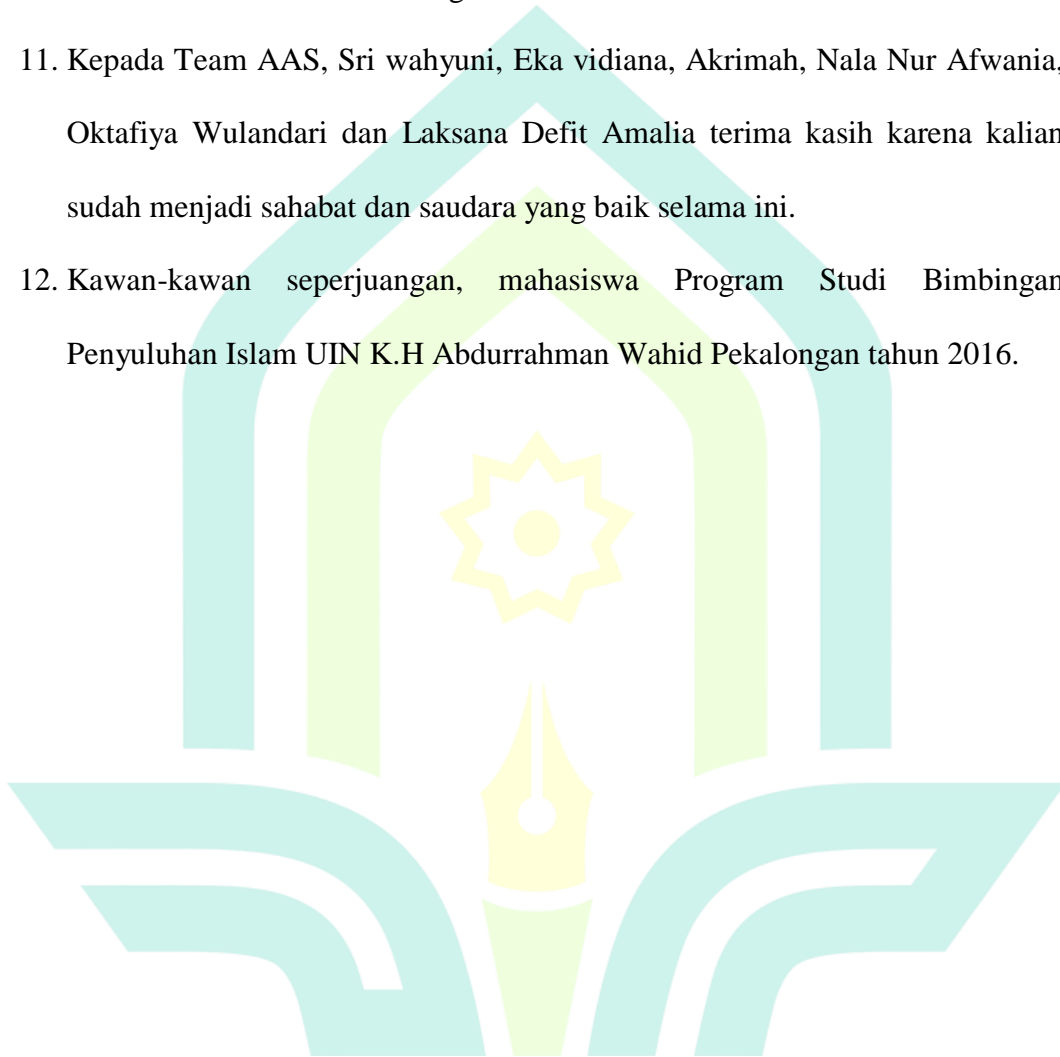 11. Kepada Team AAS, Sri wahyuni, Eka vidiana, Akrimah, Nala Nur Afwania,
Oktafiya Wulandari dan Laksana Defit Amalia terima kasih karena kalian
sudah menjadi sahabat dan saudara yang baik selama ini.
12. Kawan-kawan seperjuangan, mahasiswa Program Studi Bimbingan
Penyuluhan Islam UIN K.H Abdurrahman Wahid Pekalongan tahun 2016.